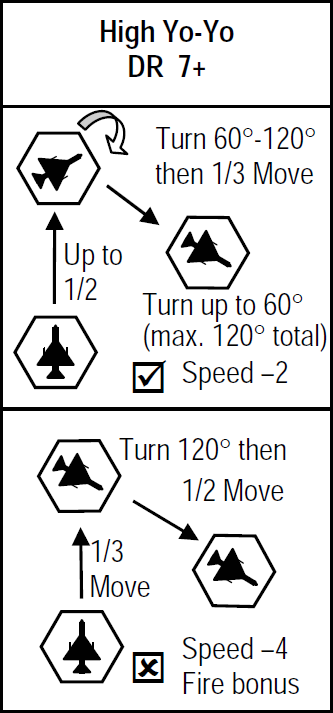 High Yo-Yo
DR 7+
Turn 60°-120°
then 1/3 Move
Up to
1/2
Turn up to 60°
(max. 120° total)
Speed –2
Turn 120° then
1/2 Move
1/3
Move
Speed –4
Fire bonus